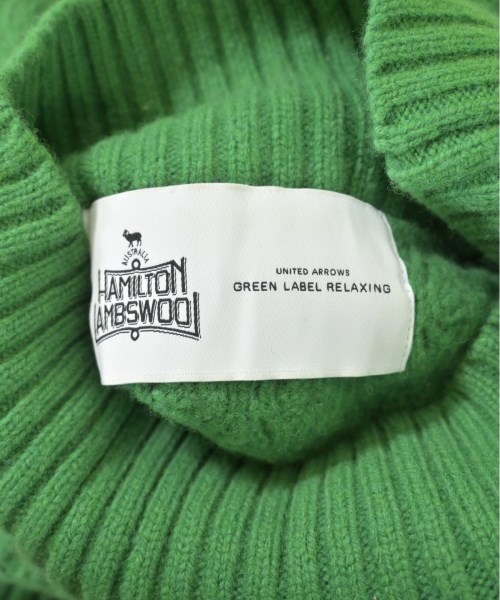 AUSTRALIA
HAMILTON
LAMBSWOOL
UNITED ARROWS
GREEN LABEL RELAXING